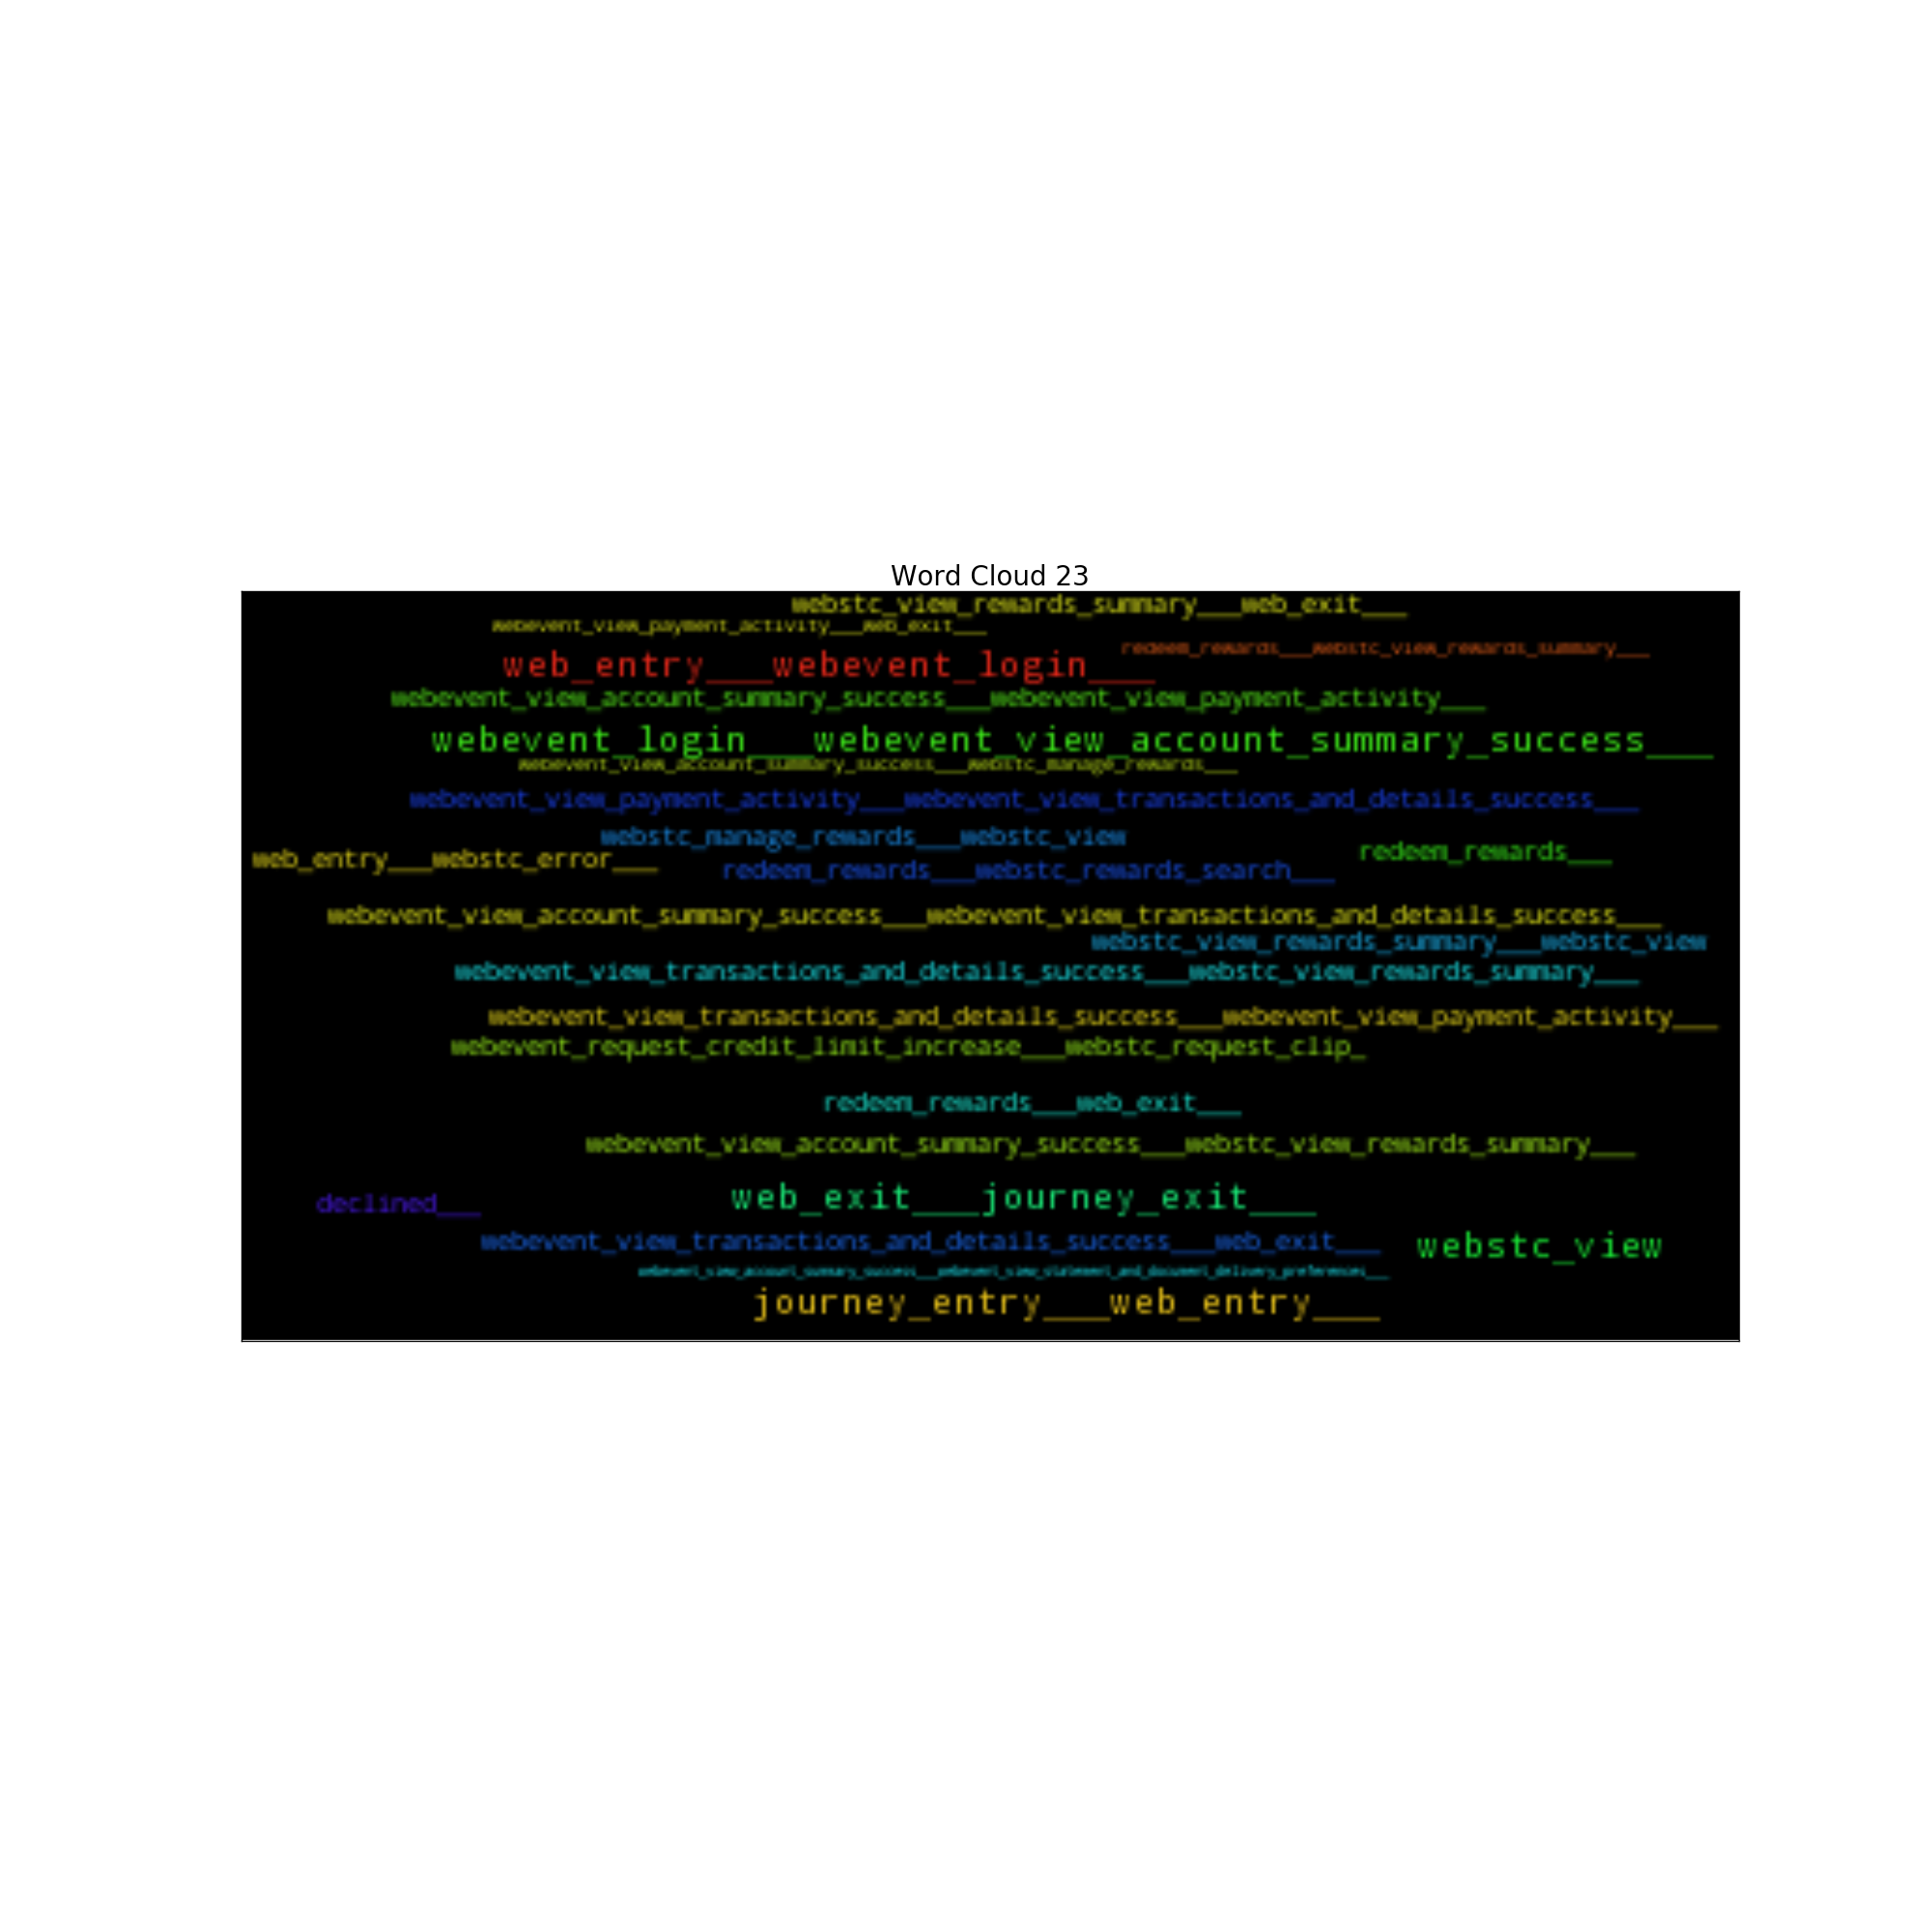 Word Cloud 23
webstc_view_rewards_summary___web_exit___
webevent_view_payment_activity___web_exit___
redeem_rewards___webstc_view_rewards_summary___
web_entry___webevent_login___
webevent_view_account_summary_success___webevent_view_payment_activity___
webevent_login___webevent_view_account_summary_success___
webevent_view_account_summary_success___webstc_manage_rewards___
webevent_view_payment_activity___webevent_view_transactions_and_details_success___
webstc_manage_rewards___webstc_view
redeem_rewards___
web_entry___webstc_error___
redeem_rewards___webstc_rewards_search___
webevent_view_account_summary_success___webevent_view_transactions_and_details_success___
webstc_view_rewards_summary___webstc_view
webevent_view_transactions_and_details_success___webstc_view_rewards_summary___
webevent_view_transactions_and_details_success___webevent_view_payment_activity___
webevent_request_credit_limit_increase___webstc_request_clip_
redeem_rewards___web_exit___
webevent_view_account_summary_success___webstc_view_rewards_summary___
web_exit___journey_exit___
declined___
webevent_view_transactions_and_details_success___web_exit___
webstc_view
webevent_view_account_summary_success___webevent_view_statement_and_document_delivery_preferences___
journey_entry___web_entry___